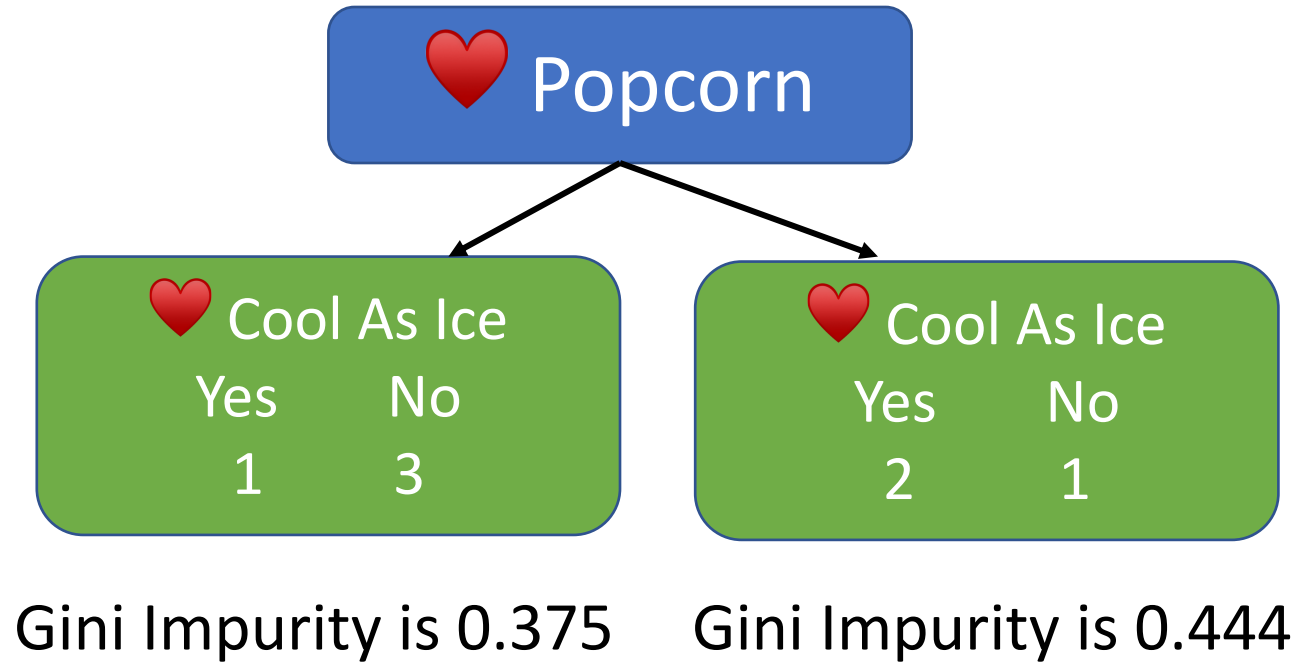 Popcorn
Cool As Ice
Yes No
1 3
Cool As Ice
Yes No
2 1
Gini Impurity is 0.375
Gini Impurity is 0.444